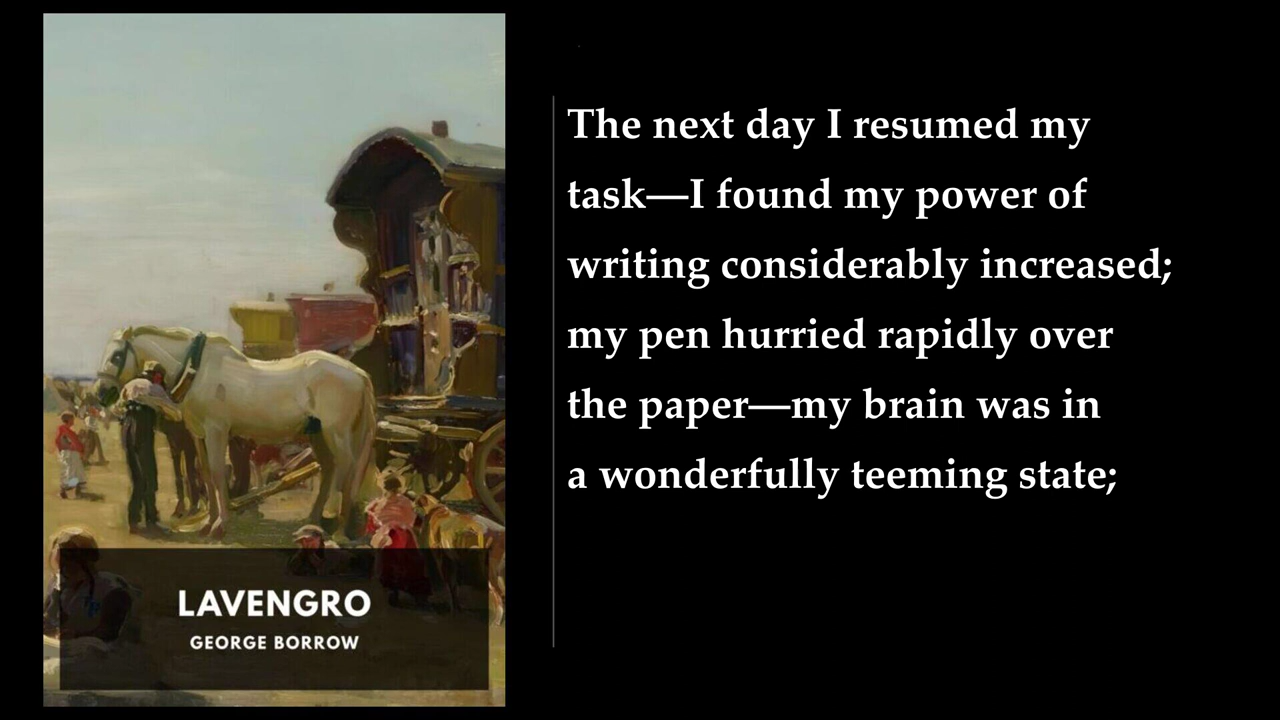 LAVENGRO
GEORGE BORROW
The next day I resumed my
task—I found my power of
writing considerably increased;
my pen hurried rapidly over
the paper—my brain was in
a wonderfully teeming state;